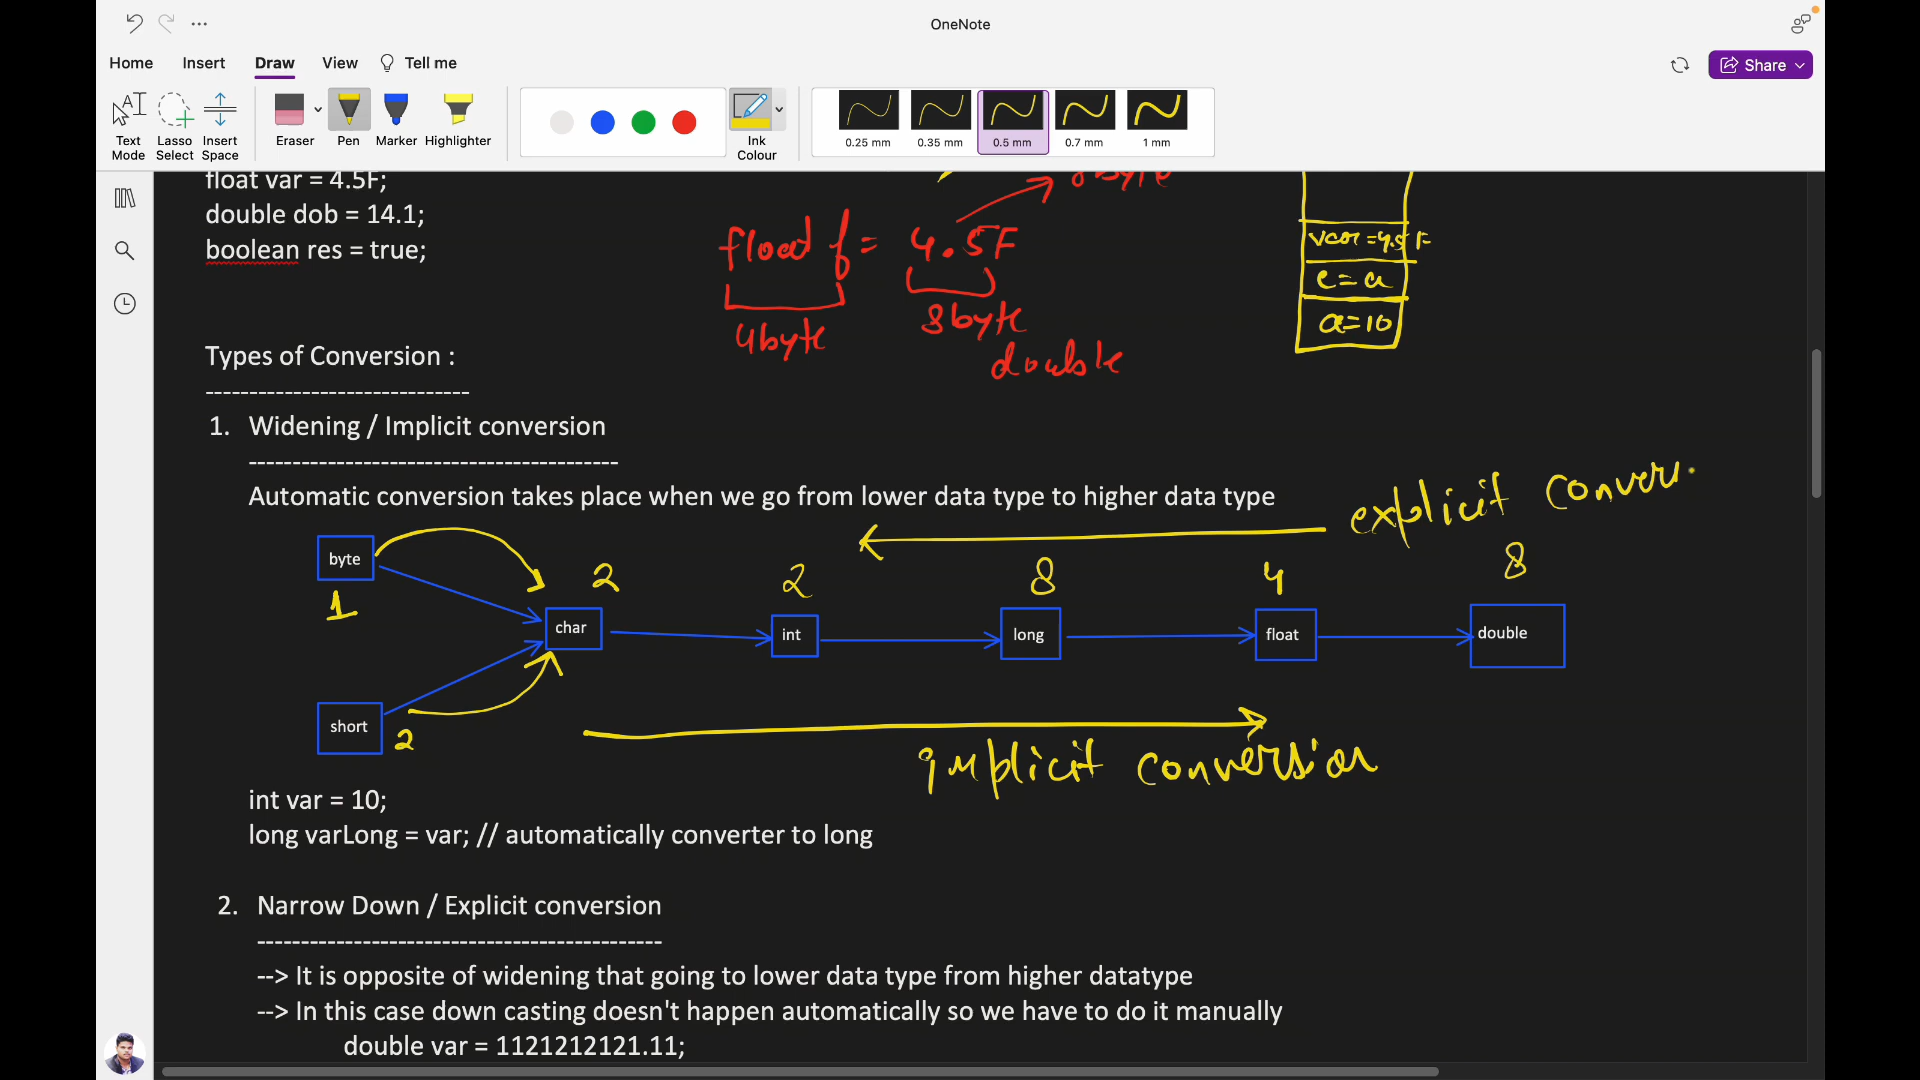 OneNote
Home Insert Draw View Tell me
Share
Text Mode
Lasso Select
Insert Space
Eraser
Pen
Marker
Highlighter
Ink Colour
0.25 mm
0.35 mm
0.5 mm
0.7 mm
1 mm
float var = 4.5F;
double dob = 14.1;
boolean res = true;
float f = 4.5F
4byte
8byte
double
var=4.5F
c=a
a=10
Types of Conversion :
------------------------------
1. Widening / Implicit conversion
------------------------------------------
Automatic conversion takes place when we go from lower data type to higher data type
explicit conver
byte
1
2
2
8
4
8
char
int
long
float
double
short
2
implicit conversion
int var = 10;
long varLong = var; // automatically converter to long
2. Narrow Down / Explicit conversion
----------------------------------------------
--> It is opposite of widening that going to lower data type from higher datatype
--> In this case down casting doesn't happen automatically so we have to do it manually
double var = 1121212121.11;